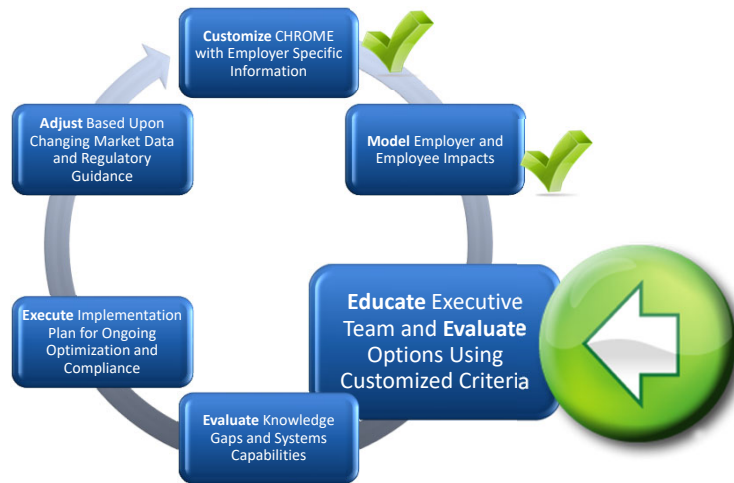 Customize CHROME
with Employer Specific
Information
Model Employer and
Employee Impacts
Educate Executive
Team and Evaluate
Options Using
Customized Criteria
Evaluate Knowledge
Gaps and Systems
Capabilities
Execute Implementation
Plan for Ongoing
Optimization and
Compliance
Adjust Based Upon
Changing Market Data
and Regulatory
Guidance